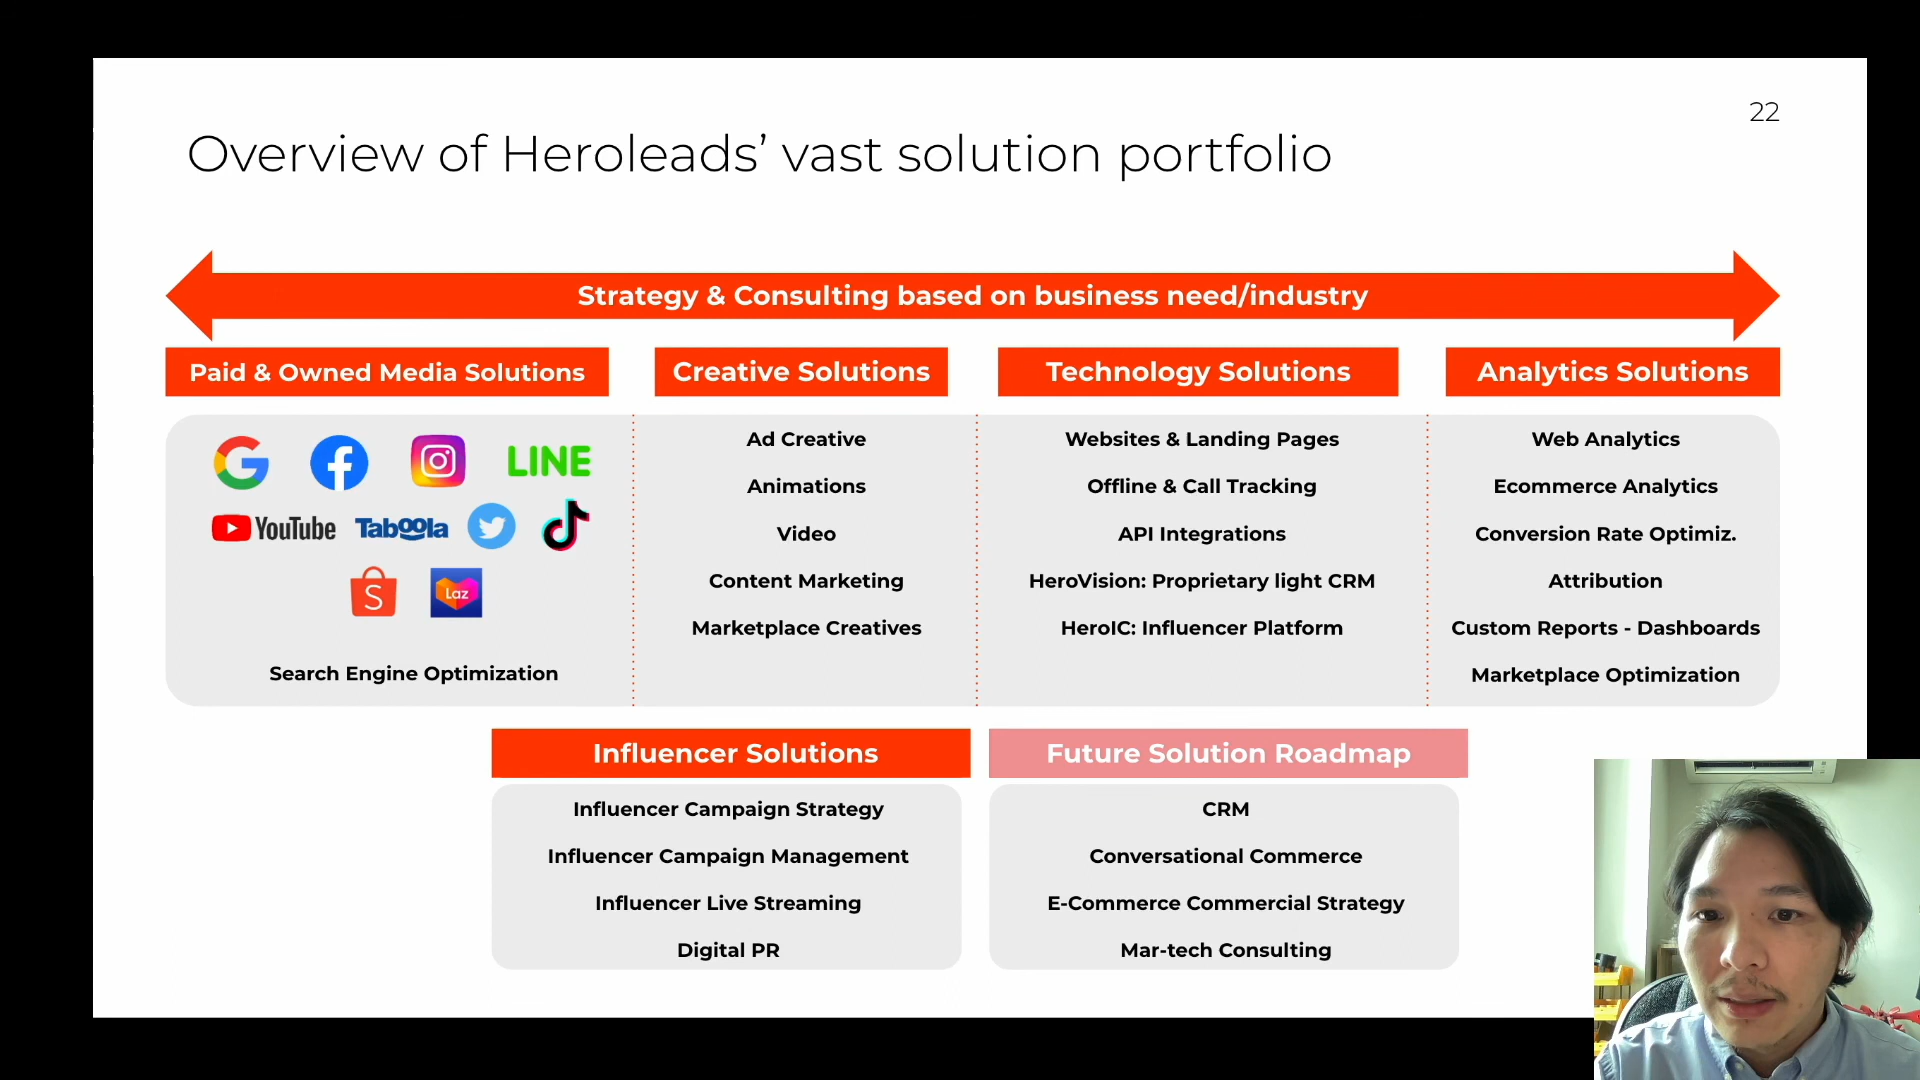 22
Overview of Heroleads’ vast solution portfolio
Strategy & Consulting based on business need/industry
Paid & Owned Media Solutions
LINE
YouTube
Taboola
S
Laz
Search Engine Optimization
Creative Solutions
Ad Creative
Animations
Video
Content Marketing
Marketplace Creatives
Technology Solutions
Websites & Landing Pages
Offline & Call Tracking
API Integrations
HeroVision: Proprietary light CRM
HeroIC: Influencer Platform
Analytics Solutions
Web Analytics
Ecommerce Analytics
Conversion Rate Optimiz.
Attribution
Custom Reports - Dashboards
Marketplace Optimization
Influencer Solutions
Influencer Campaign Strategy
Influencer Campaign Management
Influencer Live Streaming
Digital PR
Future Solution Roadmap
CRM
Conversational Commerce
E-Commerce Commercial Strategy
Mar-tech Consulting